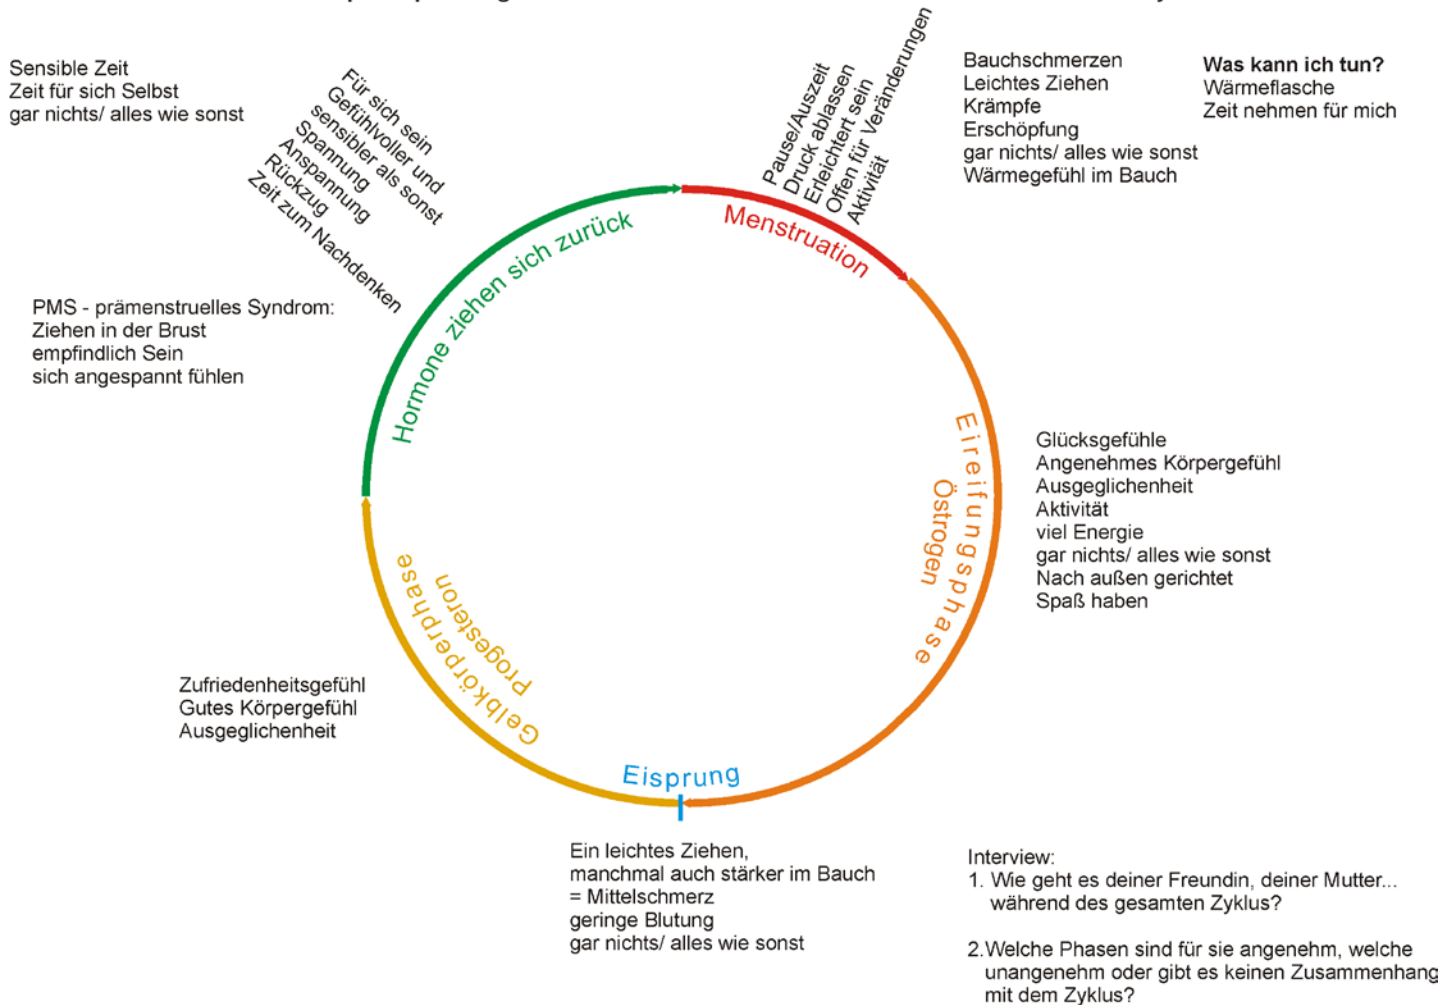 Sensible Zeit
Zeit für sich Selbst
gar nichts/ alles wie sonst
Für sich sein
Gefühlvoller und
sensibler als sonst
Spannung
Anspannung
Rückzug
Zeit zum Nachdenken
Pause/Auszeit
Druck ablassen
Erleichtert sein
Offen für Veränderungen
Aktivität
Bauchschmerzen
Leichtes Ziehen
Krämpfe
Erschöpfung
gar nichts/ alles wie sonst
Wärmegefühl im Bauch
Was kann ich tun?
Wärmeflasche
Zeit nehmen für mich
Menstruation
Hormone ziehen sich zurück
PMS - prämenstruelles Syndrom:
Ziehen in der Brust
empfindlich Sein
sich angespannt fühlen
Eireifungsphase
Östrogen
Glücksgefühle
Angenehmes Körpergefühl
Ausgeglichenheit
Aktivität
viel Energie
gar nichts/ alles wie sonst
Nach außen gerichtet
Spaß haben
Gelbkörperphase
Progesteron
Zufriedenheitsgefühl
Gutes Körpergefühl
Ausgeglichenheit
Eisprung
Ein leichtes Ziehen,
manchmal auch stärker im Bauch
= Mittelschmerz
geringe Blutung
gar nichts/ alles wie sonst
Interview:
1. Wie geht es deiner Freundin, deiner Mutter...
während des gesamten Zyklus?
2.Welche Phasen sind für sie angenehm, welche
unangenehm oder gibt es keinen Zusammenhang
mit dem Zyklus?